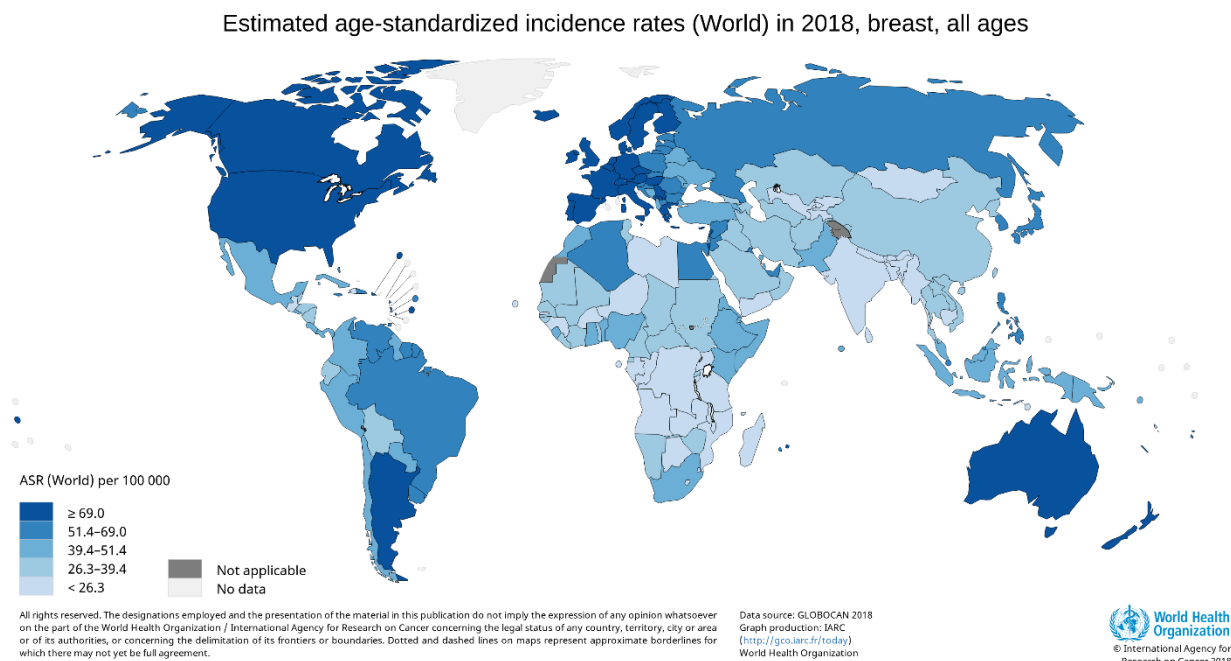 Estimated age-standardized incidence rates (World) in 2018, breast, all ages
ASR (World) per 100 000
≥ 69.0
51.4–69.0
39.4–51.4
26.3–39.4
< 26.3
Not applicable
No data
All rights reserved. The designations employed and the presentation of the material in this publication do not imply the expression of any opinion whatsoever
on the part of the World Health Organization / International Agency for Research on Cancer concerning the legal status of any country, territory, city or area
or of its authorities, or concerning the delimitation of its frontiers or boundaries. Dotted and dashed lines on maps represent approximate borderlines for
which there may not yet be full agreement.
Data source: GLOBOCAN 2018
Graph production: IARC
(http://gco.iarc.fr/today)
World Health Organization
World Health
Organization
© International Agency for
Research on Cancer 2018